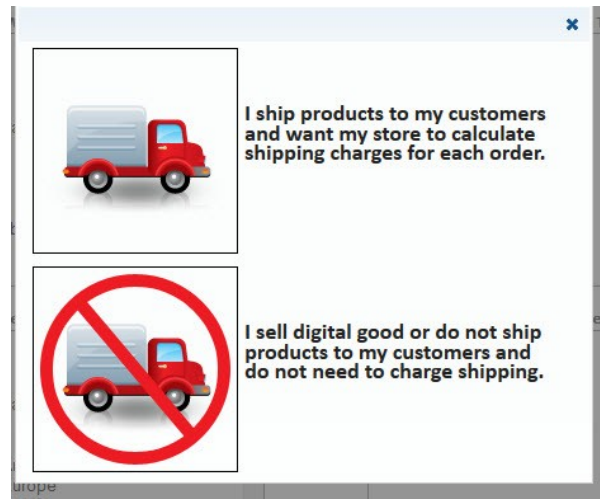 I ship products to my customers
and want my store to calculate
shipping charges for each order.
I sell digital good or do not ship
products to my customers and
do not need to charge shipping.
urope